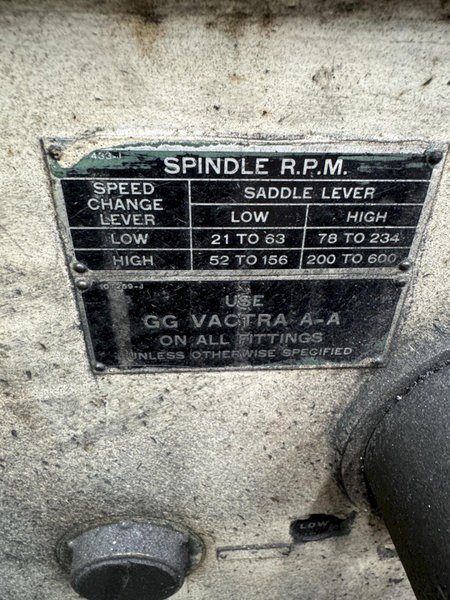 433-J
SPINDLE R.P.M.
SPEED CHANGE LEVER
SADDLE LEVER
LOW HIGH
LOW 21 TO 63 78 TO 234
HIGH 52 TO 156 200 TO 600
USE
GG VACTRA A-A
ON ALL FITTINGS
UNLESS OTHERWISE SPECIFIED
LOW